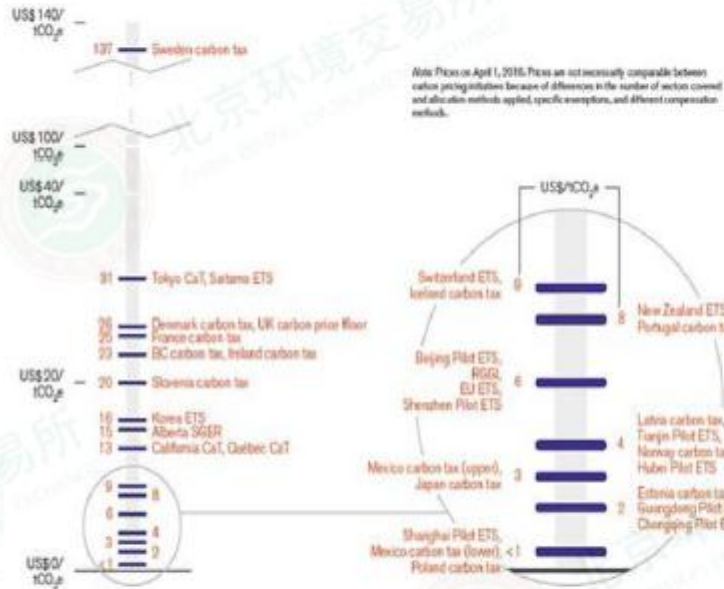 US$140/
tCO₂e
137 Sweden carbon tax
Note: Prices on April 1, 2016. Prices are not necessarily comparable between
carbon pricing initiatives because of differences in the number of sectors covered
and allocation methods applied, specific exemptions, and different compensation
methods.
US$100/
tCO₂e
US$40/
tCO₂e
31 Tokyo CaT, Saitama ETS
26 Denmark carbon tax, UK carbon price floor
25 France carbon tax
23 BC carbon tax, Ireland carbon tax
US$20/
tCO₂e
20 Slovenia carbon tax
16 Korea ETS
15 Alberta SGER
13 California CaT, Québec CaT
9
8
6
4
3
2
<1
US$0/
tCO₂e
US$/tCO₂e
Switzerland ETS,
Iceland carbon tax
9
New Zealand ETS
Portugal carbon
8
Beijing Pilot ETS,
RGGI,
EU ETS,
Shenzhen Pilot ETS
6
Latvia carbon tax,
Tianjin Pilot ETS,
Norway carbon
Hubei Pilot ETS
4
Mexico carbon tax (upper),
Japan carbon tax
3
Estonia carbon
Guangdong Pilot
Chongqing Pilot
2
Shanghai Pilot ETS,
Mexico carbon tax (lower),
Poland carbon tax
<1
北京环境交易所
易所
北京环